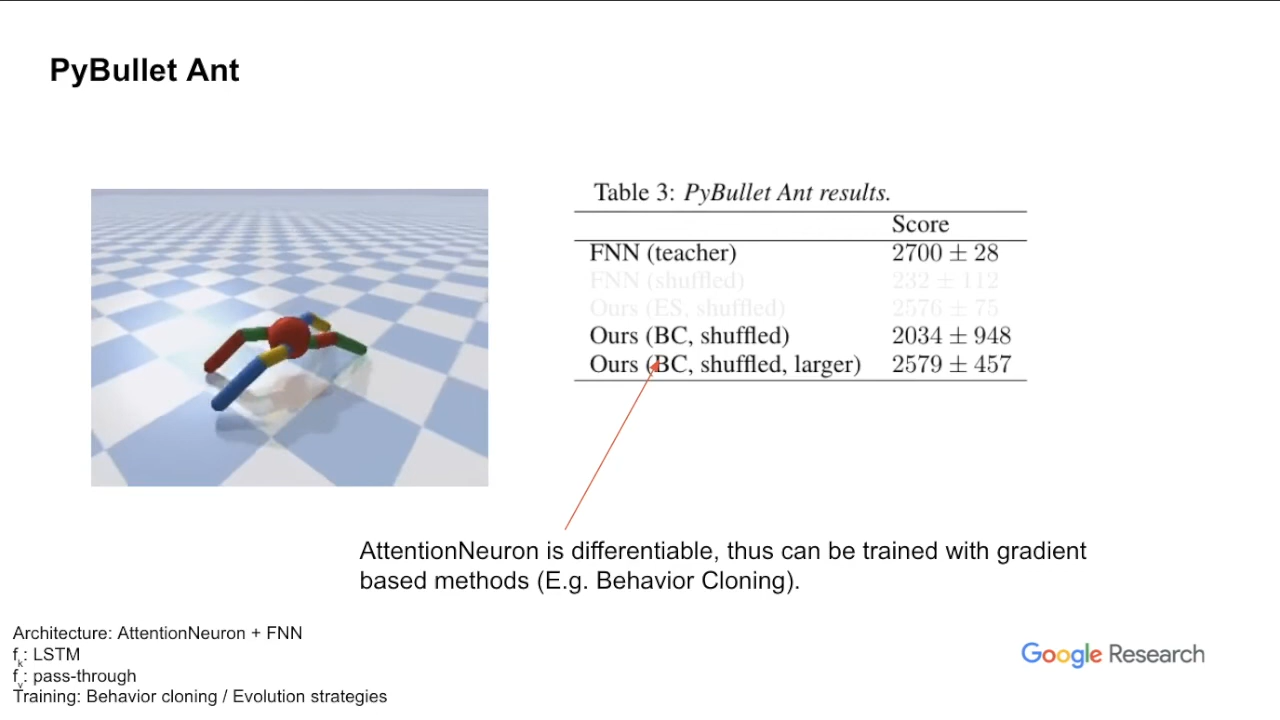 PyBullet Ant
Table 3: PyBullet Ant results.
Score
FNN (teacher) 2700 ± 28
FNN (shuffled) 232 ± 112
Ours (ES, shuffled) 2576 ± 75
Ours (BC, shuffled) 2034 ± 948
Ours (BC, shuffled, larger) 2579 ± 457
AttentionNeuron is differentiable, thus can be trained with gradient
based methods (E.g. Behavior Cloning).
Architecture: AttentionNeuron + FNN
fk: LSTM
fv: pass-through
Training: Behavior cloning / Evolution strategies
Google Research